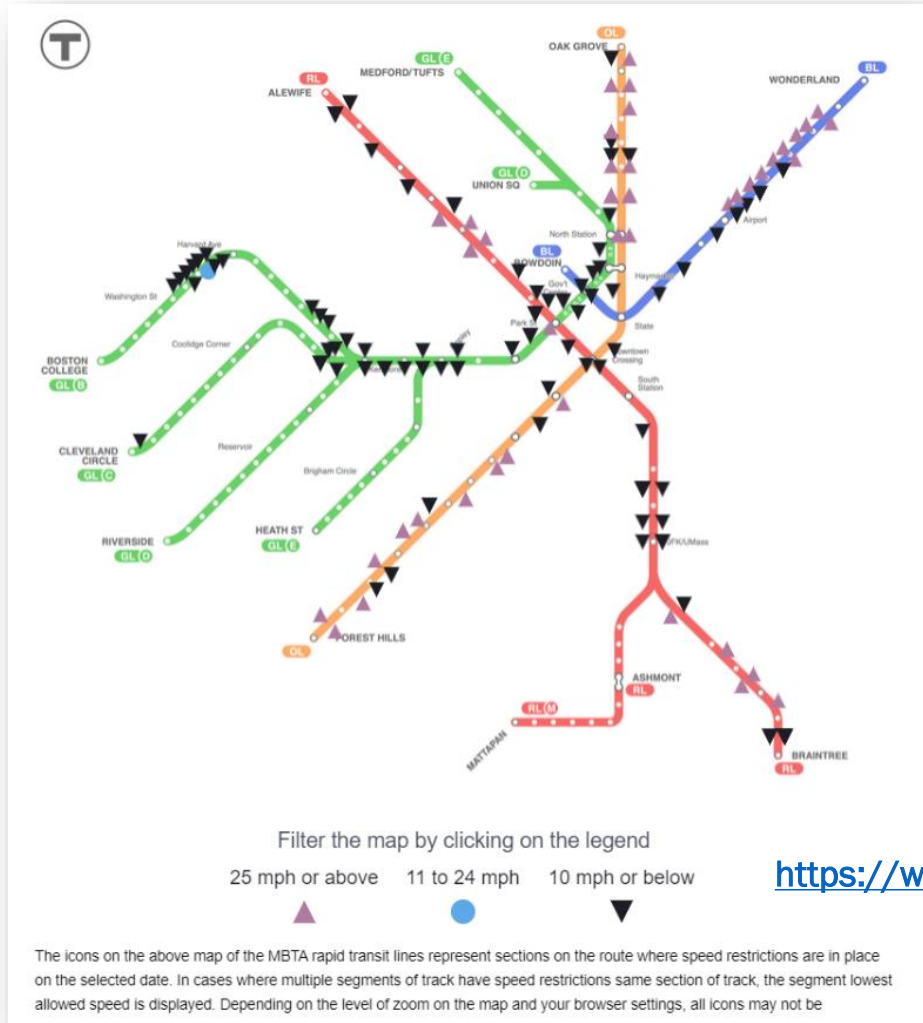 T
OL
OAK GROVE
GL E
MEDFORD/TUFTS
RL
ALEWIFE
BL
WONDERLAND
GL D
UNION SQ
North Station
Airport
Harvard Ave
BL
BOWDOIN
Gov't
Washington St
Park
State
Coolidge Corner
Downtown
Crossing
BOSTON
COLLEGE
GL B
South
Station
Reservoir
CLEVELAND
CIRCLE
GL C
Brigham Circle
HEATH ST
GL E
RIVERSIDE
GL D
JFK/UMass
FOREST HILLS
OL
ASHMONT
RL
RL M
MATTAPAN
BRAINTREE
RL
Filter the map by clicking on the legend
25 mph or above 11 to 24 mph 10 mph or below
https://w
The icons on the above map of the MBTA rapid transit lines represent sections on the route where speed restrictions are in place
on the selected date. In cases where multiple segments of track have speed restrictions same section of track, the segment lowest
allowed speed is displayed. Depending on the level of zoom on the map and your browser settings, all icons may not be